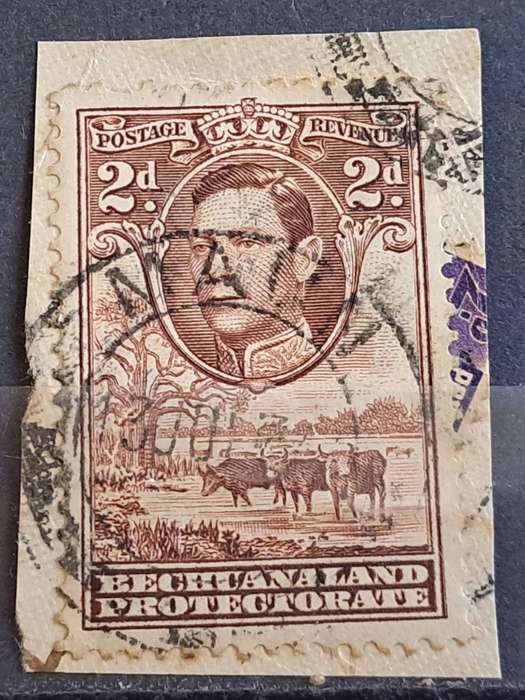 POSTAGE REVENUE
2d. 2d.
BECHUANALAND
PROTECTORATE